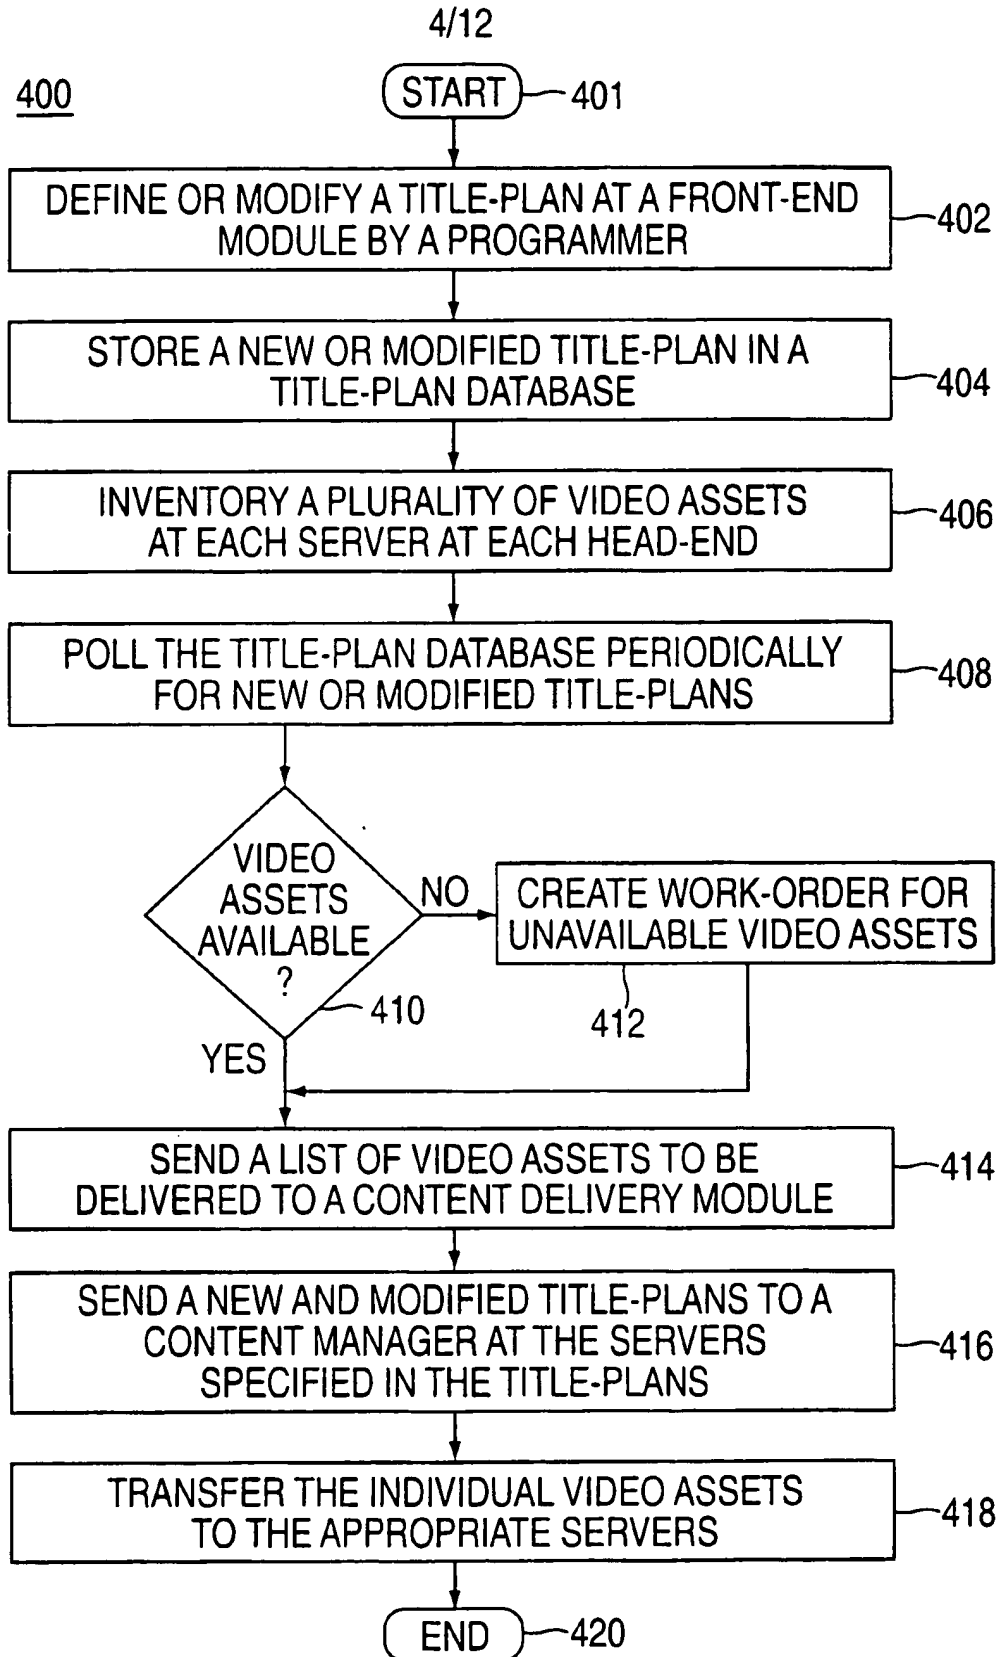 4/12
400
START
401
DEFINE OR MODIFY A TITLE-PLAN AT A FRONT-END
MODULE BY A PROGRAMMER
402
STORE A NEW OR MODIFIED TITLE-PLAN IN A
TITLE-PLAN DATABASE
404
INVENTORY A PLURALITY OF VIDEO ASSETS
AT EACH SERVER AT EACH HEAD-END
406
POLL THE TITLE-PLAN DATABASE PERIODICALLY
FOR NEW OR MODIFIED TITLE-PLANS
408
VIDEO
ASSETS
AVAILABLE
?
410
NO
CREATE WORK-ORDER FOR
UNAVAILABLE VIDEO ASSETS
412
YES
SEND A LIST OF VIDEO ASSETS TO BE
DELIVERED TO A CONTENT DELIVERY MODULE
414
SEND A NEW AND MODIFIED TITLE-PLANS TO A
CONTENT MANAGER AT THE SERVERS
SPECIFIED IN THE TITLE-PLANS
416
TRANSFER THE INDIVIDUAL VIDEO ASSETS
TO THE APPROPRIATE SERVERS
418
END
420